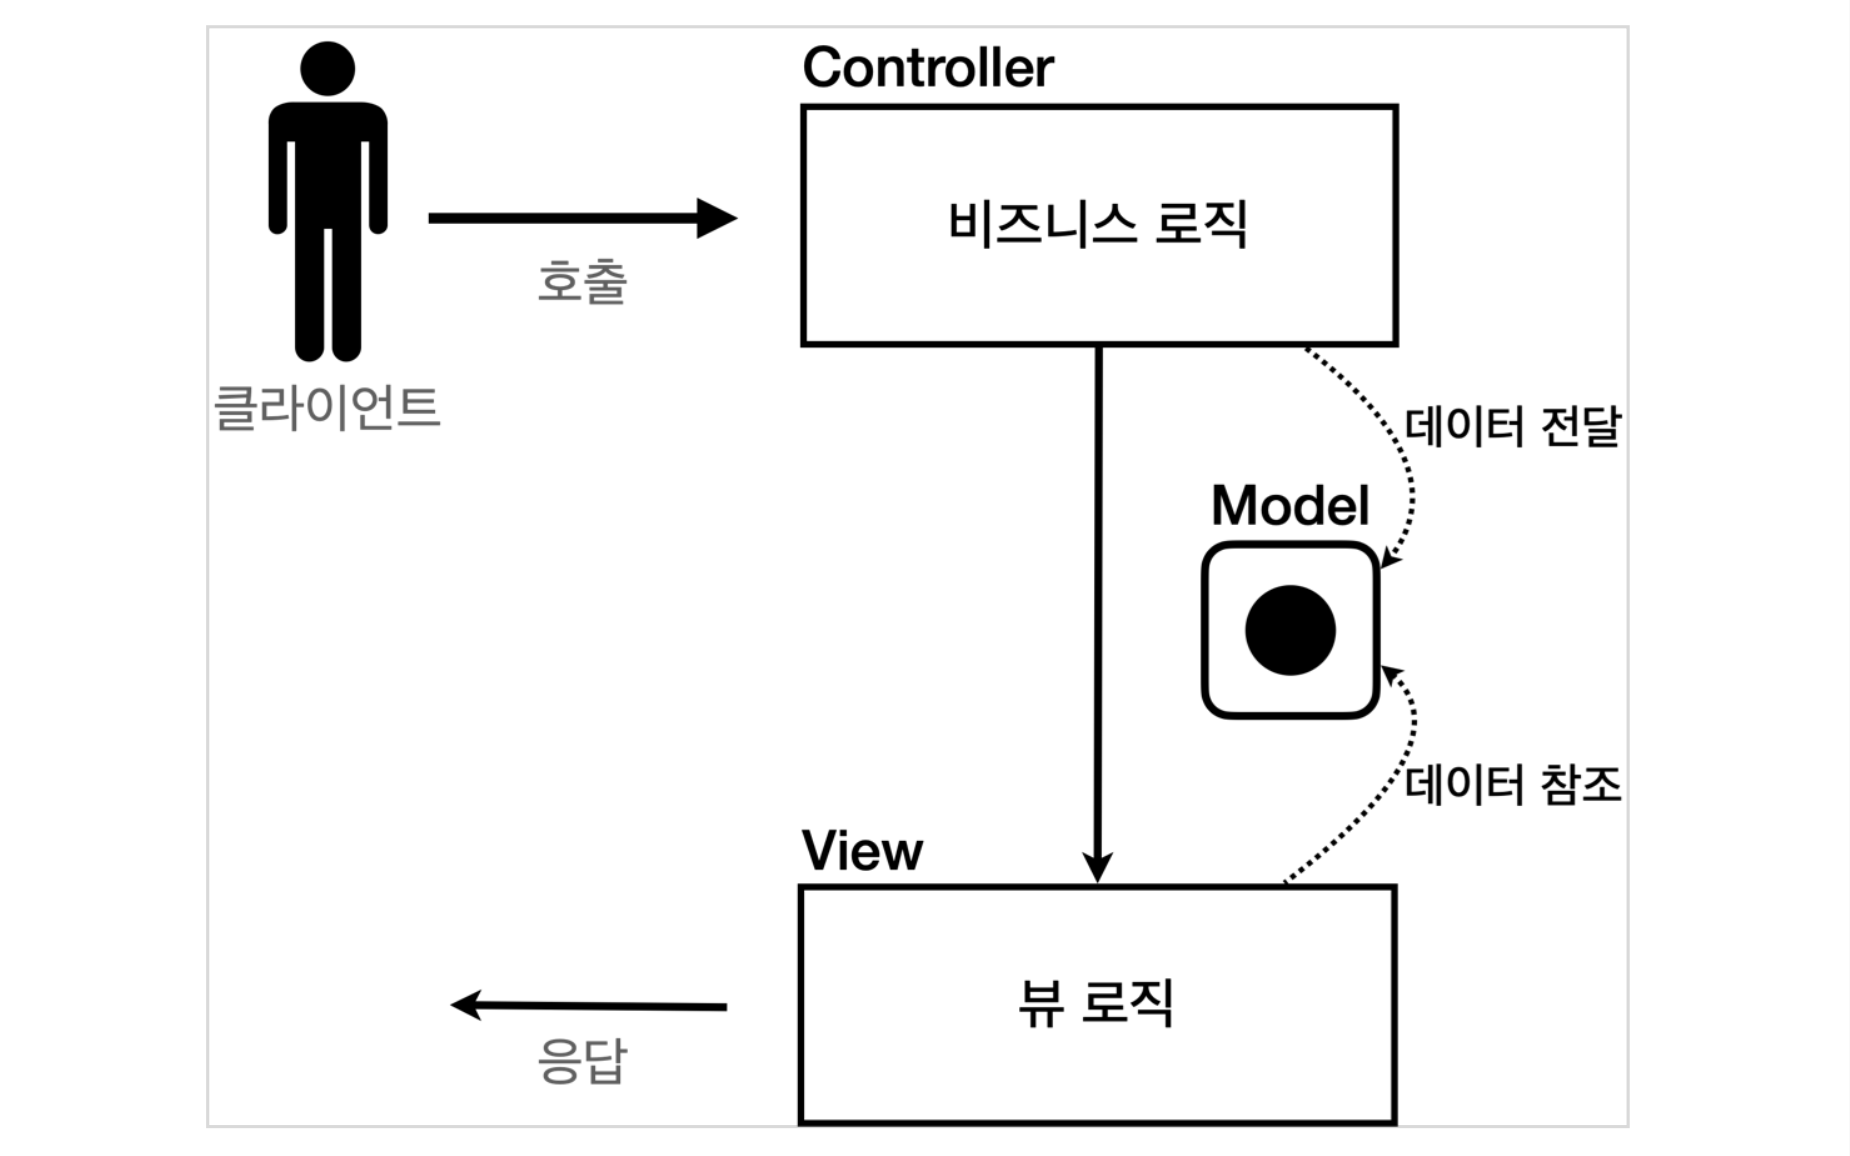 Controller
비즈니스 로직
호출
클라이언트
데이터 전달
Model
데이터 참조
View
뷰 로직
응답